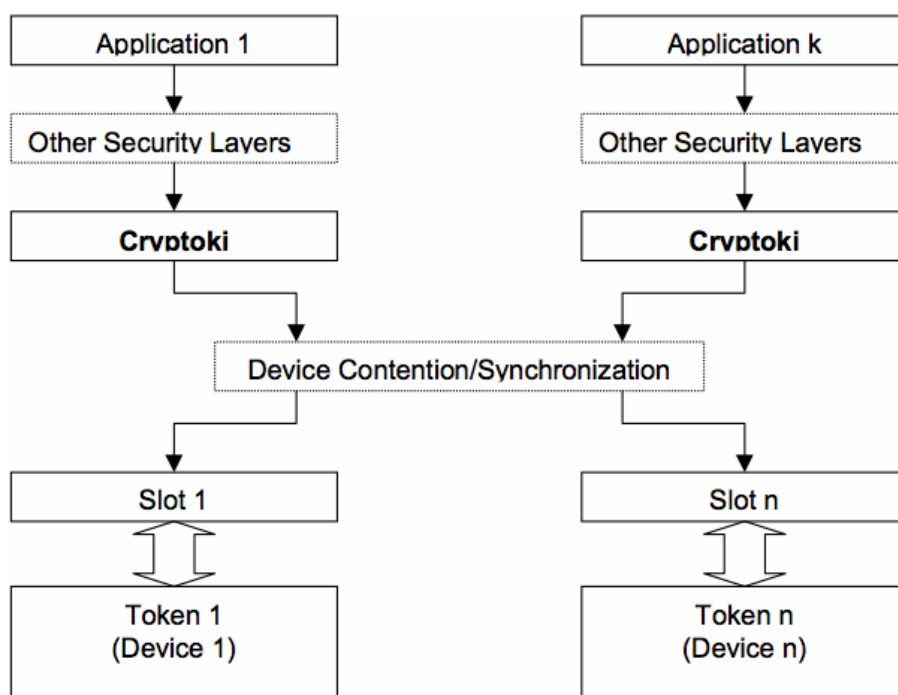 Application 1
Application k
Other Security Layers
Other Security Layers
Cryptoki
Cryptoki
Device Contention/Synchronization
Slot 1
Slot n
Token 1
(Device 1)
Token n
(Device n)